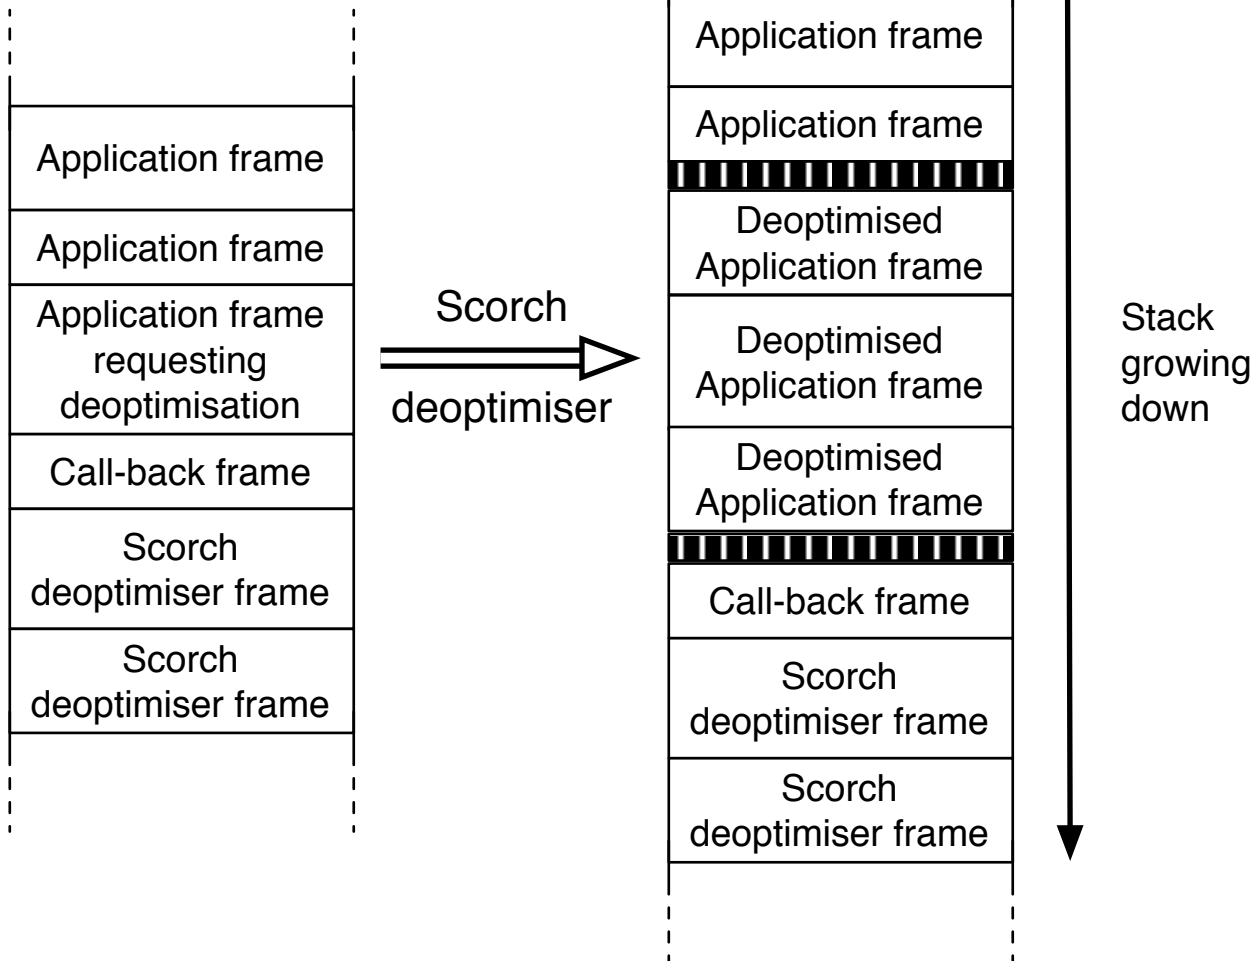 Application frame
Application frame
Application frame
requesting
deoptimisation
Call-back frame
Scorch
deoptimiser frame
Scorch
deoptimiser frame
Scorch
deoptimiser
Application frame
Application frame
Deoptimised
Application frame
Deoptimised
Application frame
Deoptimised
Application frame
Call-back frame
Scorch
deoptimiser frame
Scorch
deoptimiser frame
Stack
growing
down